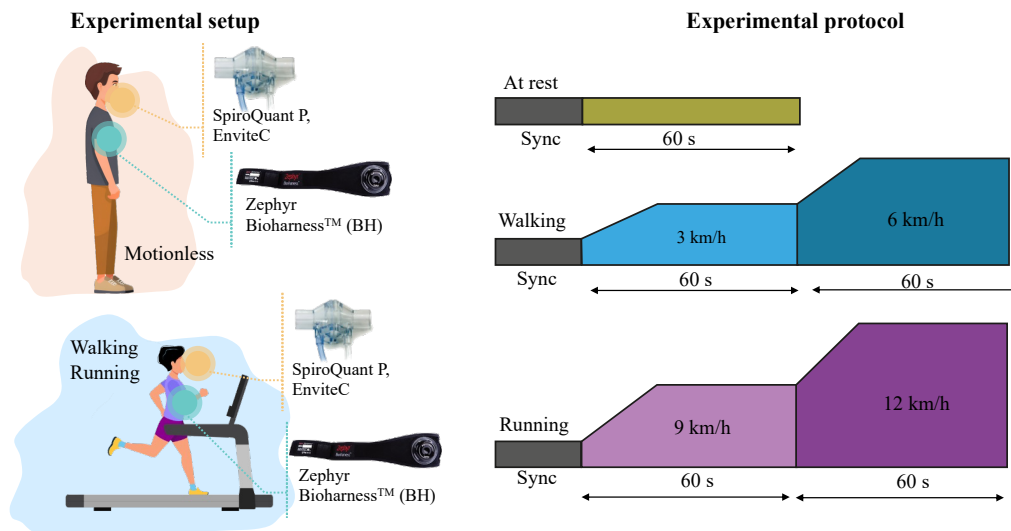 Experimental setup
SpiroQuant P,
EnviteC
Zephyr
Bioharness™ (BH)
Motionless
Walking
Running
SpiroQuant P,
EnviteC
Zephyr
Bioharness™ (BH)
Experimental protocol
At rest
Sync
60 s
Walking
3 km/h
6 km/h
Sync
60 s
60 s
Running
9 km/h
12 km/h
Sync
60 s
60 s